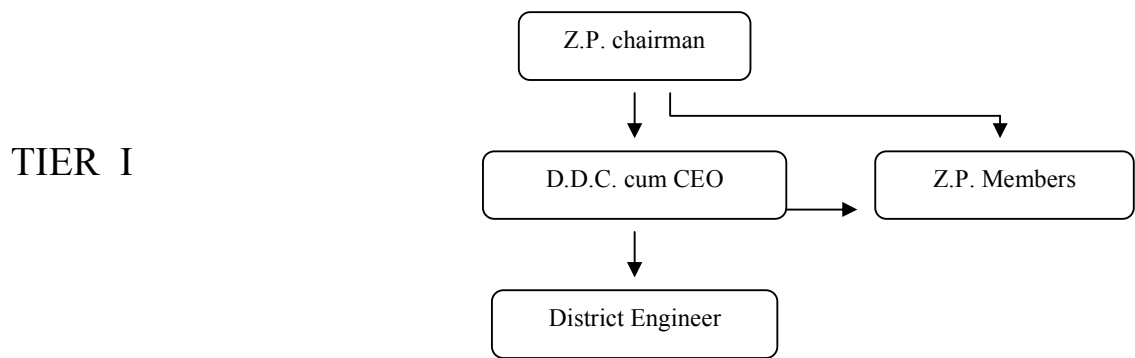 Z.P. chairman
TIER I
D.D.C. cum CEO
Z.P. Members
District Engineer